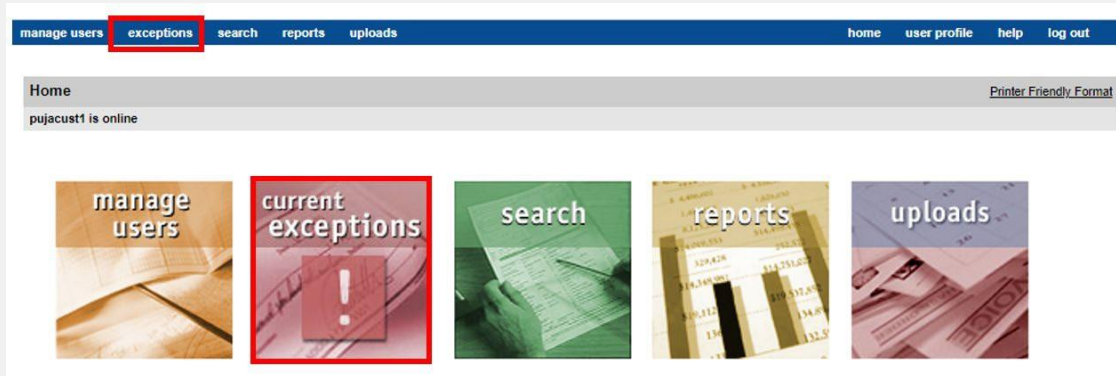 manage users exceptions search reports uploads home user profile help log out
Home Printer Friendly Format
pujacust1 is online
manage
users
current
exceptions
!
search
reports
uploads